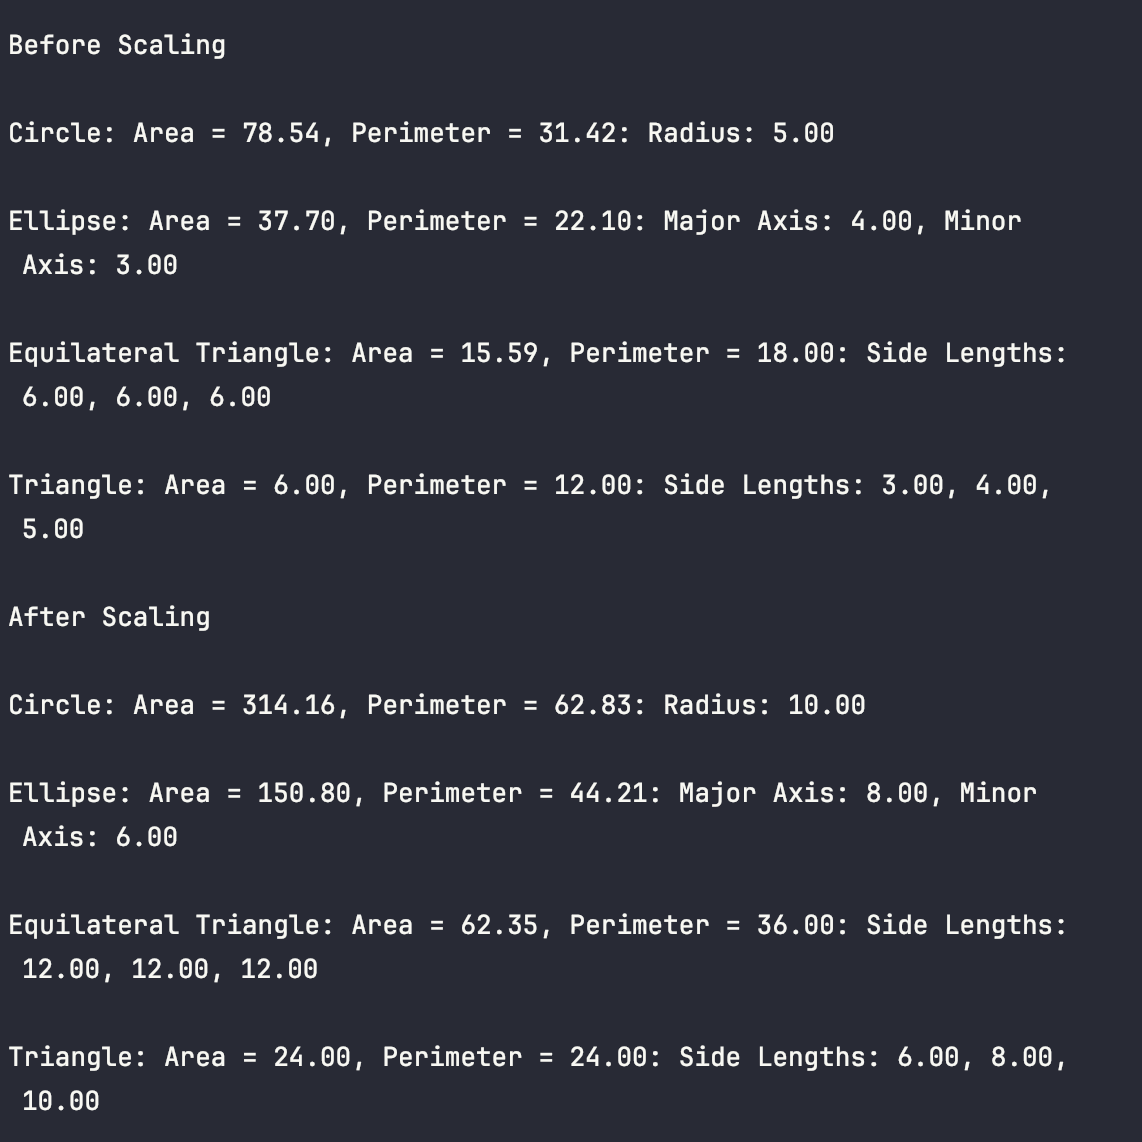 Before Scaling
Circle: Area = 78.54, Perimeter = 31.42: Radius: 5.00
Ellipse: Area = 37.70, Perimeter = 22.10: Major Axis: 4.00, Minor
Axis: 3.00
Equilateral Triangle: Area = 15.59, Perimeter = 18.00: Side Lengths:
6.00, 6.00, 6.00
Triangle: Area = 6.00, Perimeter = 12.00: Side Lengths: 3.00, 4.00,
5.00
After Scaling
Circle: Area = 314.16, Perimeter = 62.83: Radius: 10.00
Ellipse: Area = 150.80, Perimeter = 44.21: Major Axis: 8.00, Minor
Axis: 6.00
Equilateral Triangle: Area = 62.35, Perimeter = 36.00: Side Lengths:
12.00, 12.00, 12.00
Triangle: Area = 24.00, Perimeter = 24.00: Side Lengths: 6.00, 8.00,
10.00